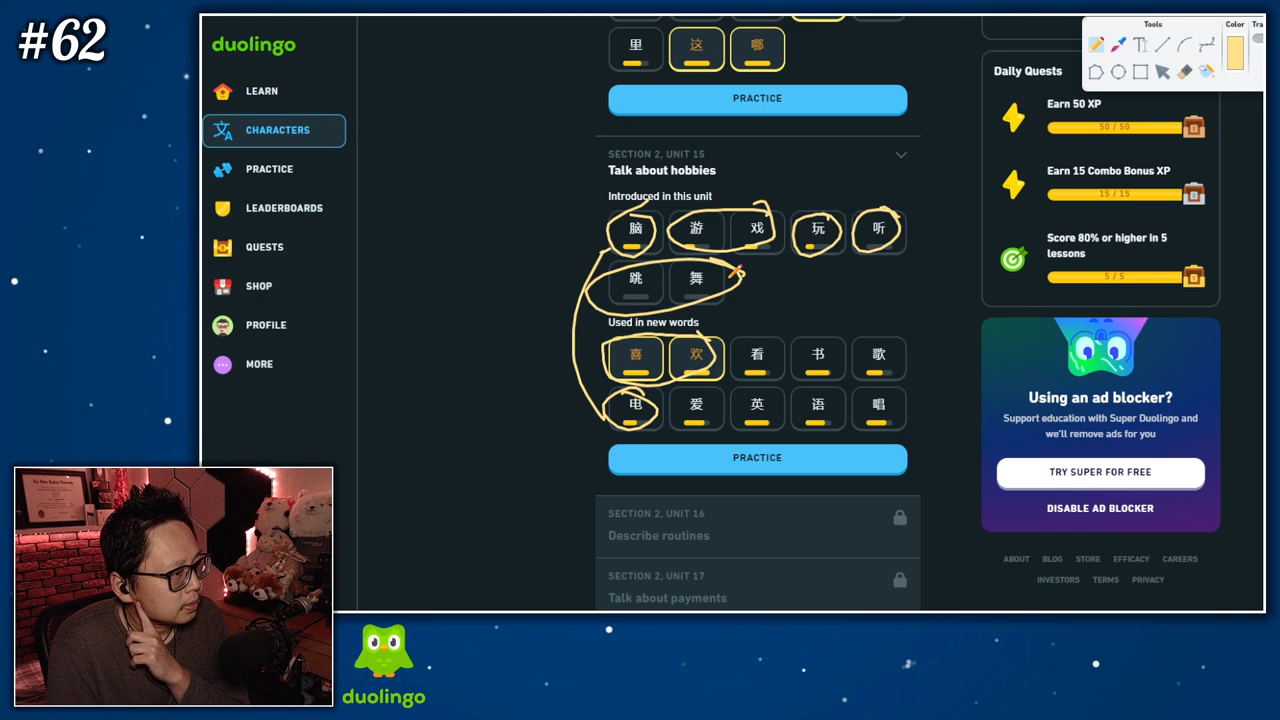 #62
duolingo
LEARN
CHARACTERS
PRACTICE
LEADERBOARDS
QUESTS
SHOP
PROFILE
MORE
里 这 哪
PRACTICE
SECTION 2, UNIT 15
Talk about hobbies
Introduced in this unit
脑 游 戏 玩 听
跳 舞
Used in new words
喜 欢 看 书 歌
电 爱 英 语 唱
PRACTICE
SECTION 2, UNIT 16
Describe routines
SECTION 2, UNIT 17
Talk about payments
Tools
Color
Tra
Daily Quests
Earn 50 XP
50 / 50
Earn 15 Combo Bonus XP
15 / 15
Score 80% or higher in 5
lessons
5 / 5
Using an ad blocker?
Support education with Super Duolingo and
we'll remove ads for you
TRY SUPER FOR FREE
DISABLE AD BLOCKER
ABOUT BLOG STORE EFFICACY CAREERS
INVESTORS TERMS PRIVACY
duolingo